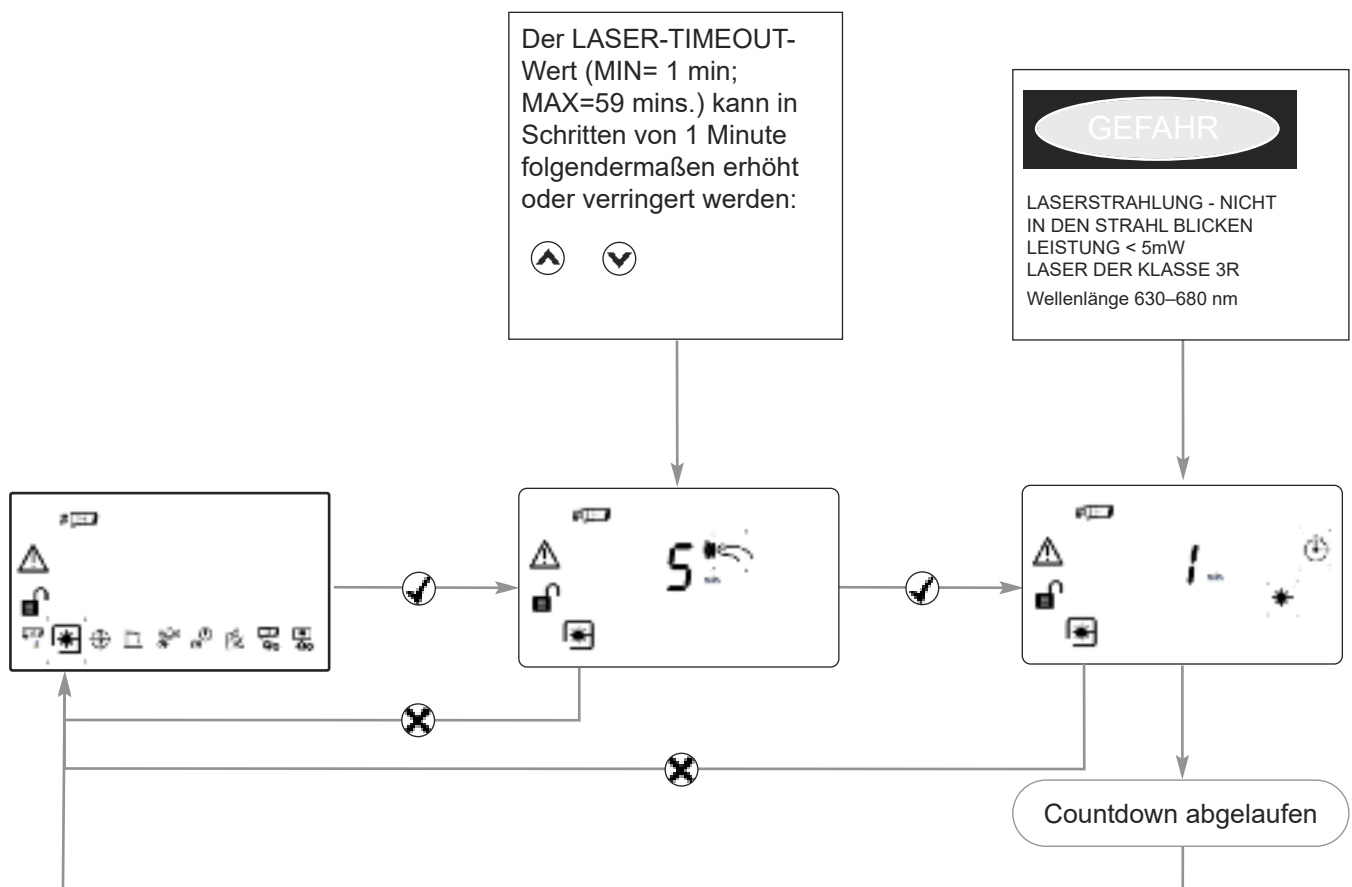 Der LASER-TIMEOUT-
Wert (MIN= 1 min;
MAX=59 mins.) kann in
Schritten von 1 Minute
folgendermaßen erhöht
oder verringert werden:
GEFAHR
LASERSTRAHLUNG - NICHT
IN DEN STRAHL BLICKEN
LEISTUNG < 5mW
LASER DER KLASSE 3R
Wellenlänge 630–680 nm
5 min
1 min
Countdown abgelaufen